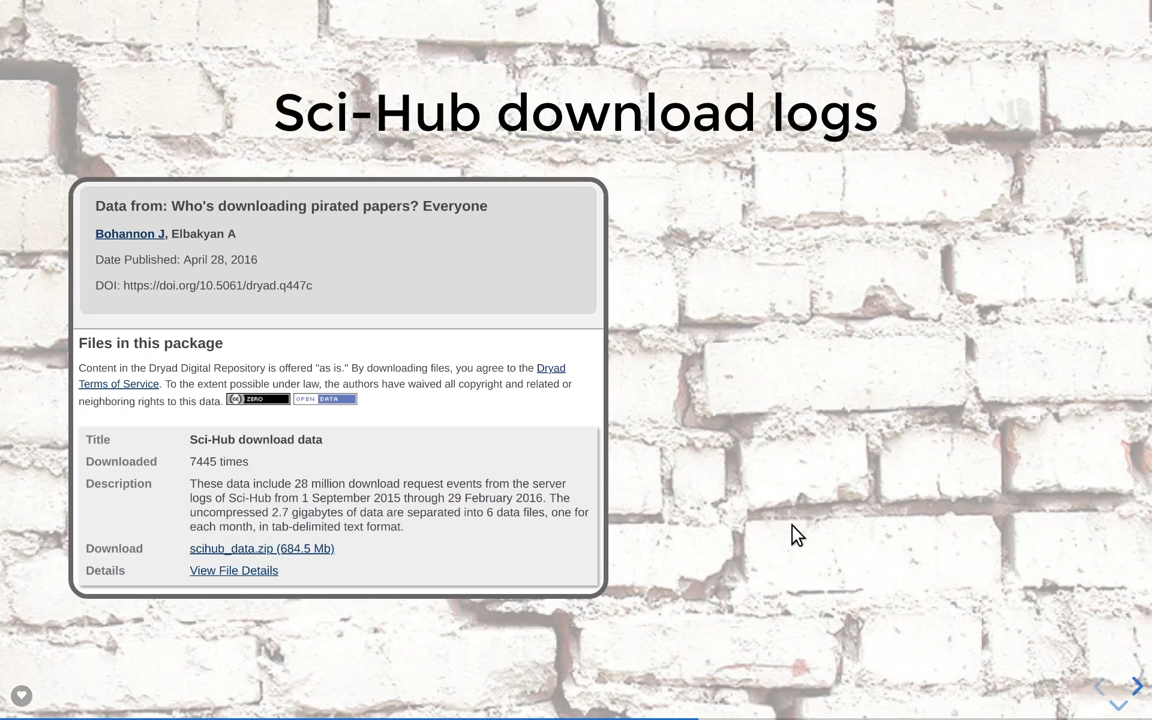 Sci-Hub download logs
Data from: Who's downloading pirated papers? Everyone
Bohannon J, Elbakyan A
Date Published: April 28, 2016
DOI: https://doi.org/10.5061/dryad.q447c
Files in this package
Content in the Dryad Digital Repository is offered "as is." By downloading files, you agree to the Dryad
Terms of Service. To the extent possible under law, the authors have waived all copyright and related or
neighboring rights to this data. CC ZERO OPEN DATA
Title Sci-Hub download data
Downloaded 7445 times
Description These data include 28 million download request events from the server
logs of Sci-Hub from 1 September 2015 through 29 February 2016. The
uncompressed 2.7 gigabytes of data are separated into 6 data files, one for
each month, in tab-delimited text format.
Download scihub_data.zip (684.5 Mb)
Details View File Details